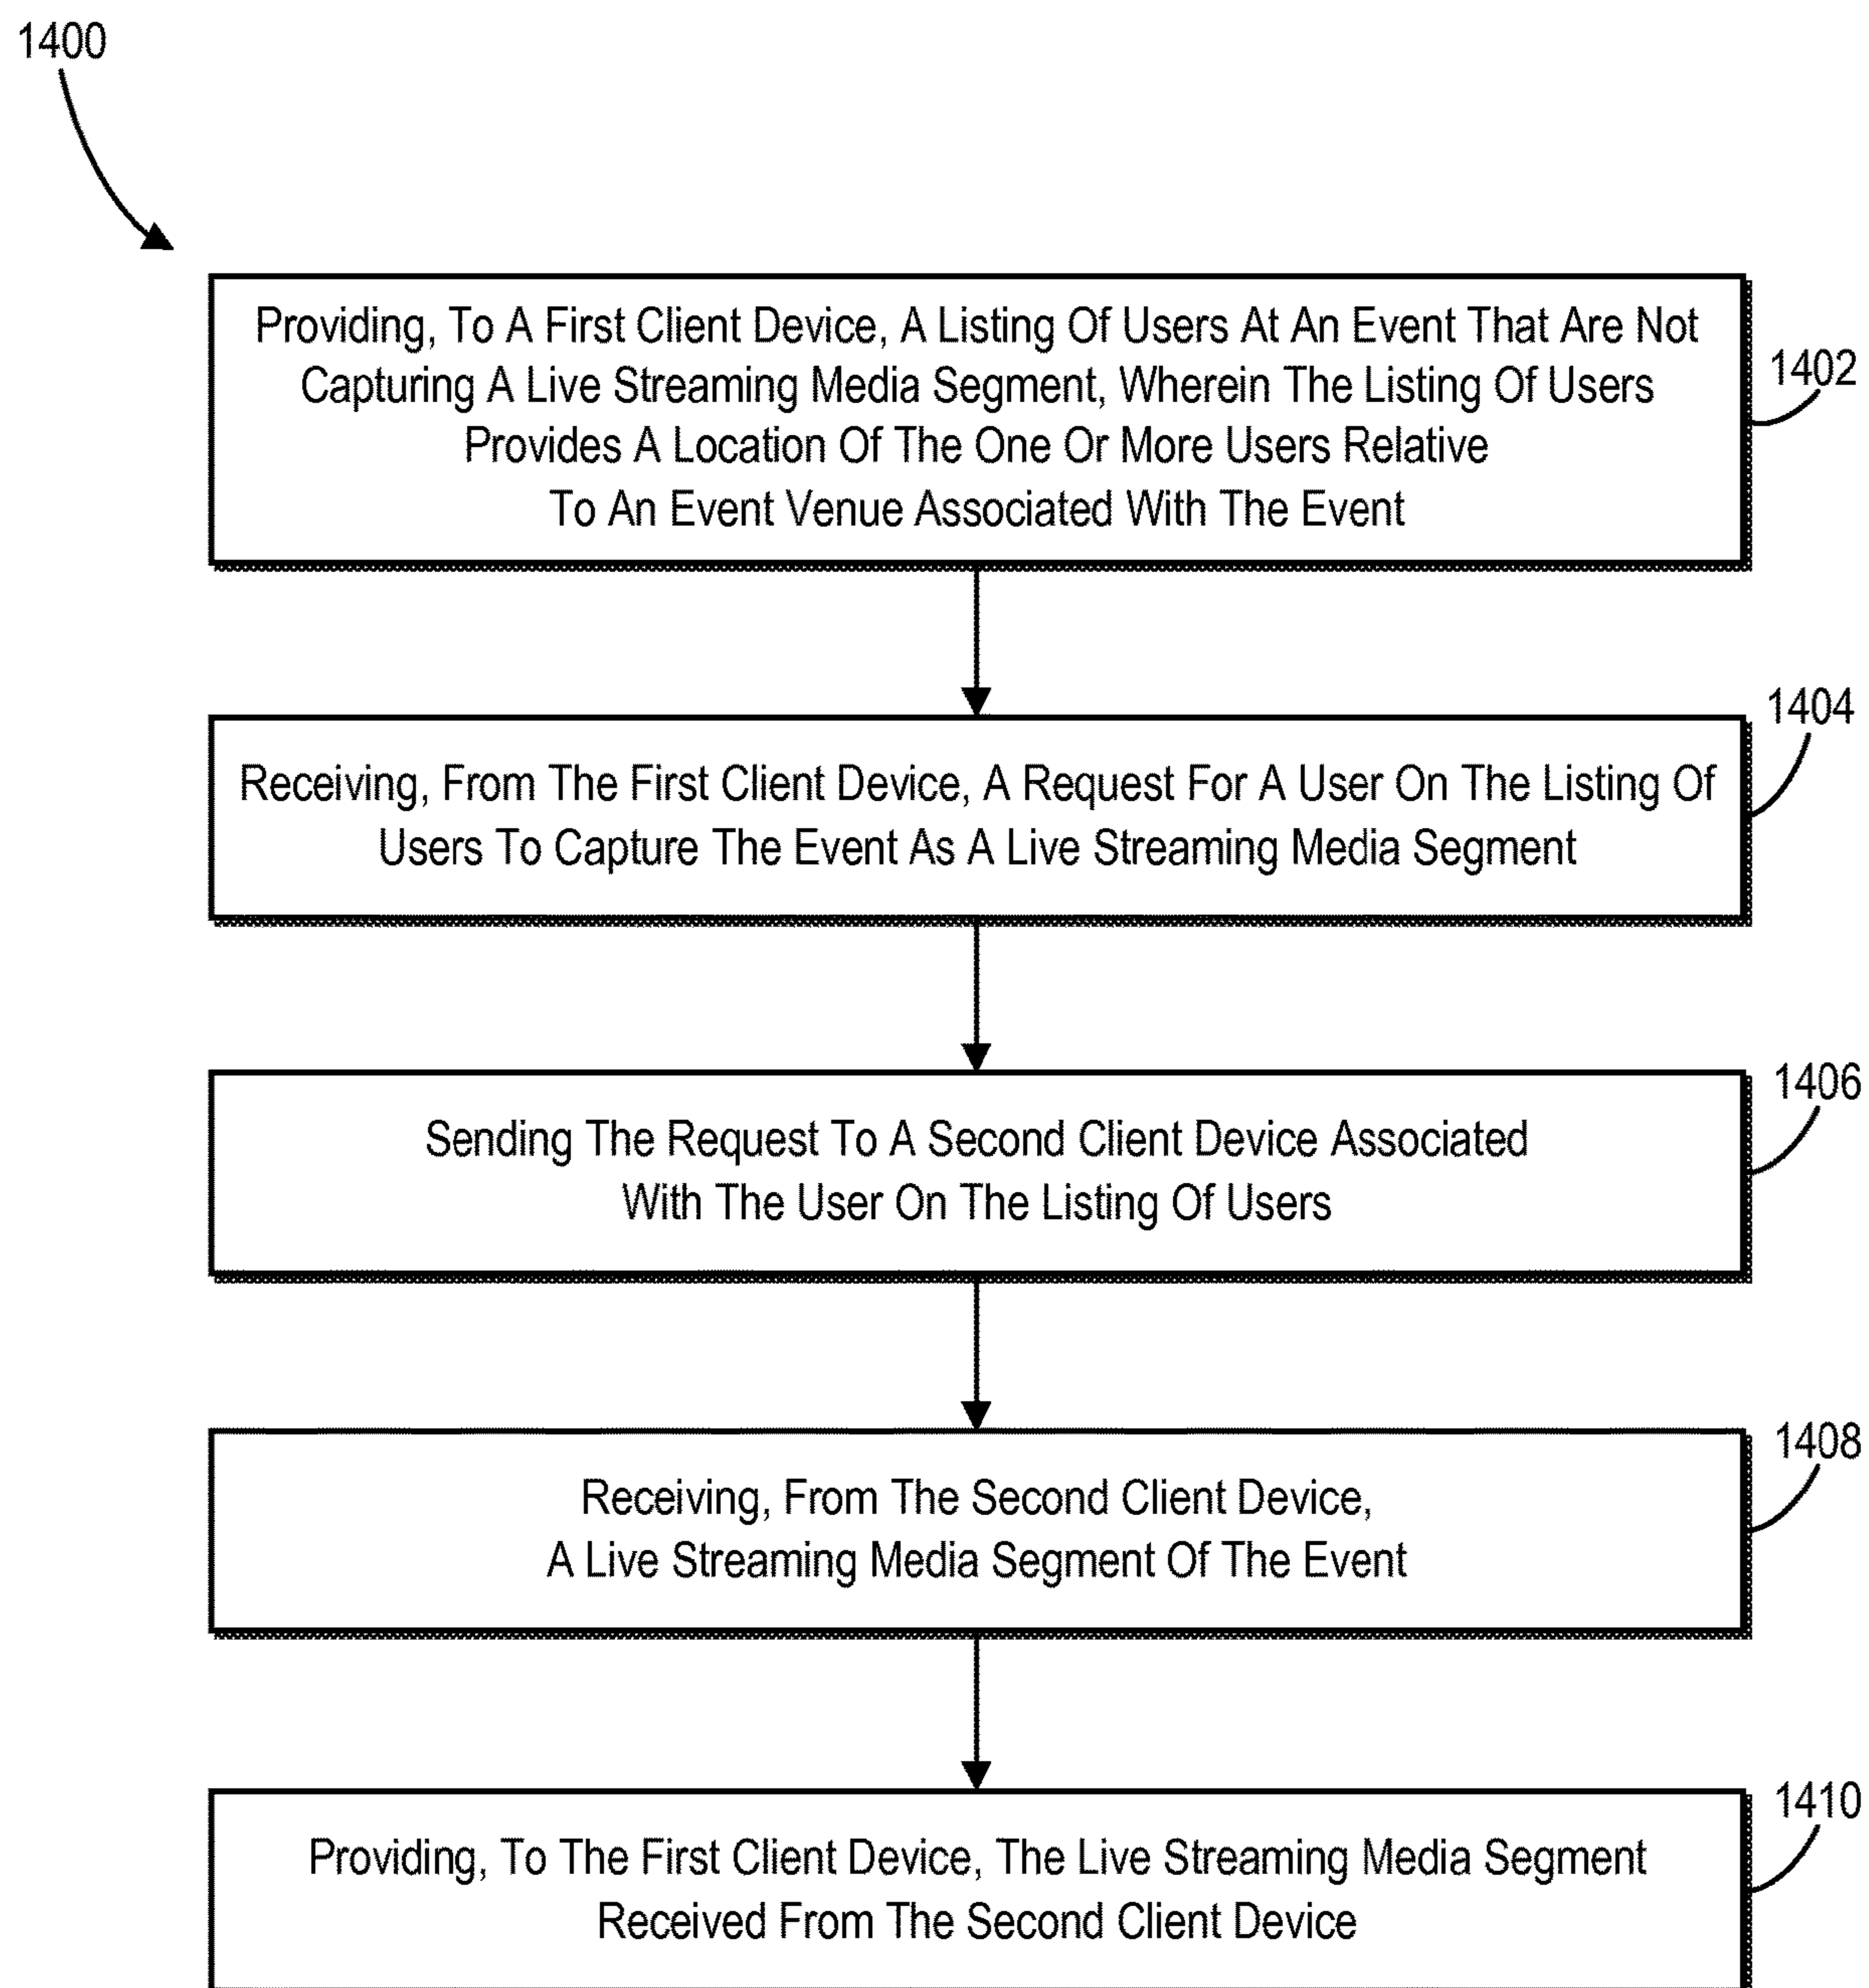 1400
Providing, To A First Client Device, A Listing Of Users At An Event That Are Not
Capturing A Live Streaming Media Segment, Wherein The Listing Of Users
Provides A Location Of The One Or More Users Relative
To An Event Venue Associated With The Event
1402
Receiving, From The First Client Device, A Request For A User On The Listing Of
Users To Capture The Event As A Live Streaming Media Segment
1404
Sending The Request To A Second Client Device Associated
With The User On The Listing Of Users
1406
Receiving, From The Second Client Device,
A Live Streaming Media Segment Of The Event
1408
Providing, To The First Client Device, The Live Streaming Media Segment
Received From The Second Client Device
1410